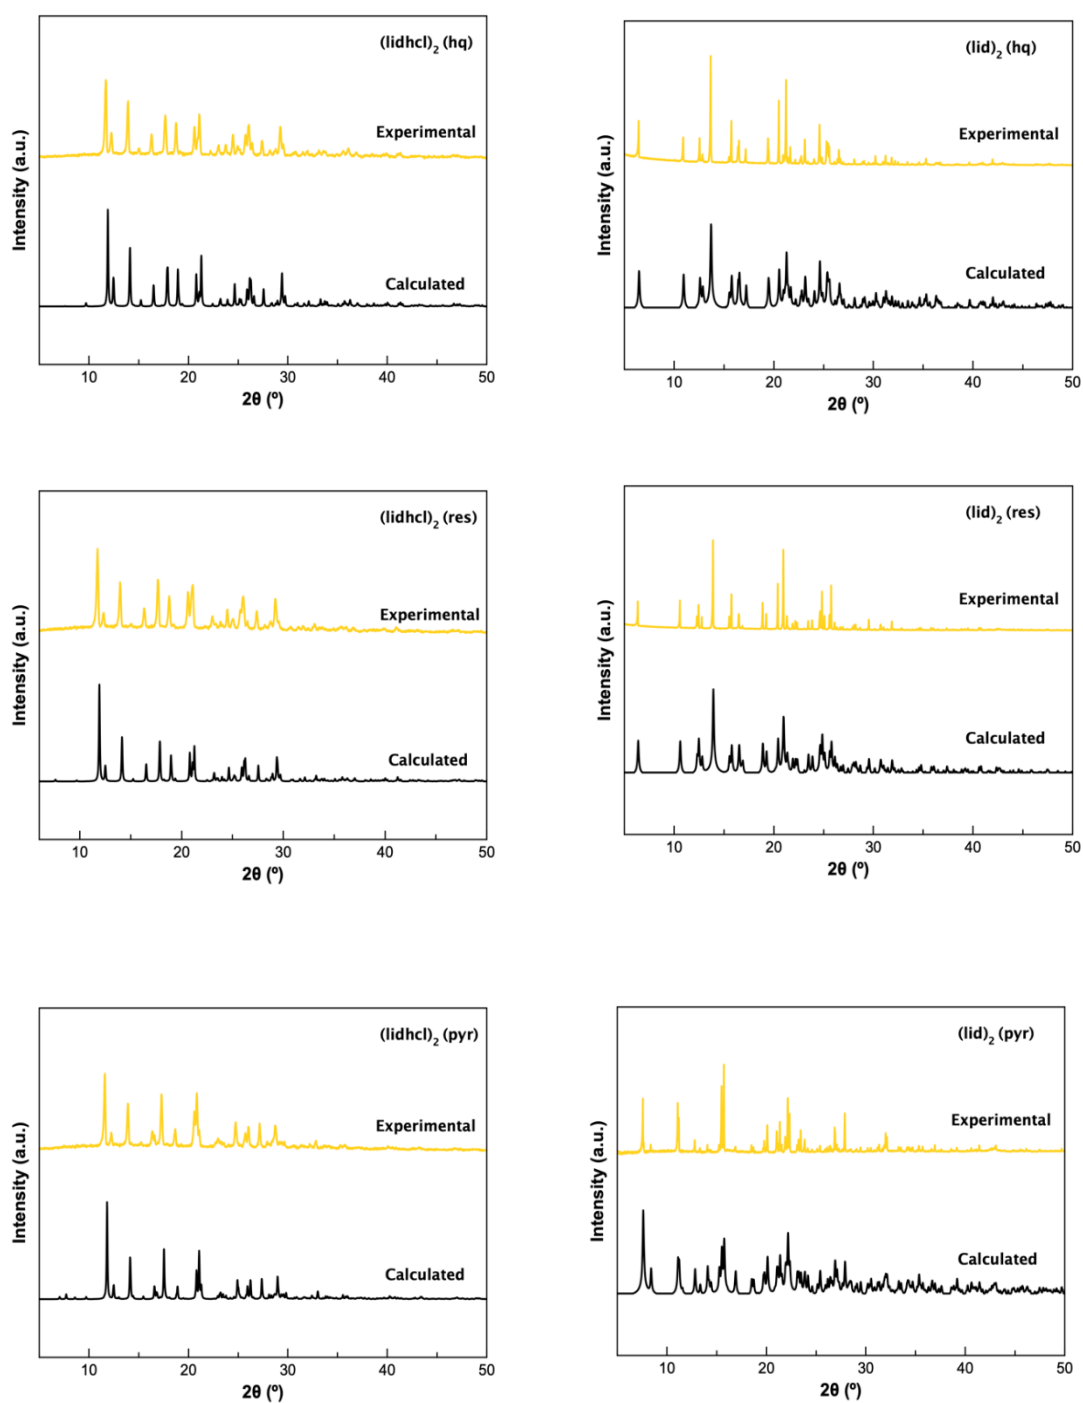 (lidhcl)₂ (hq)
Experimental
Calculated
Intensity (a.u.)
10 20 30 40 50
2θ (º)
(lid)₂ (hq)
Experimental
Calculated
Intensity (a.u.)
10 20 30 40 50
2θ (º)
(lidhcl)₂ (res)
Experimental
Calculated
Intensity (a.u.)
10 20 30 40 50
2θ (º)
(lid)₂ (res)
Experimental
Calculated
Intensity (a.u.)
10 20 30 40 50
2θ (º)
(lidhcl)₂ (pyr)
Experimental
Calculated
Intensity (a.u.)
10 20 30 40 50
2θ (º)
(lid)₂ (pyr)
Experimental
Calculated
Intensity (a.u.)
10 20 30 40 50
2θ (º)